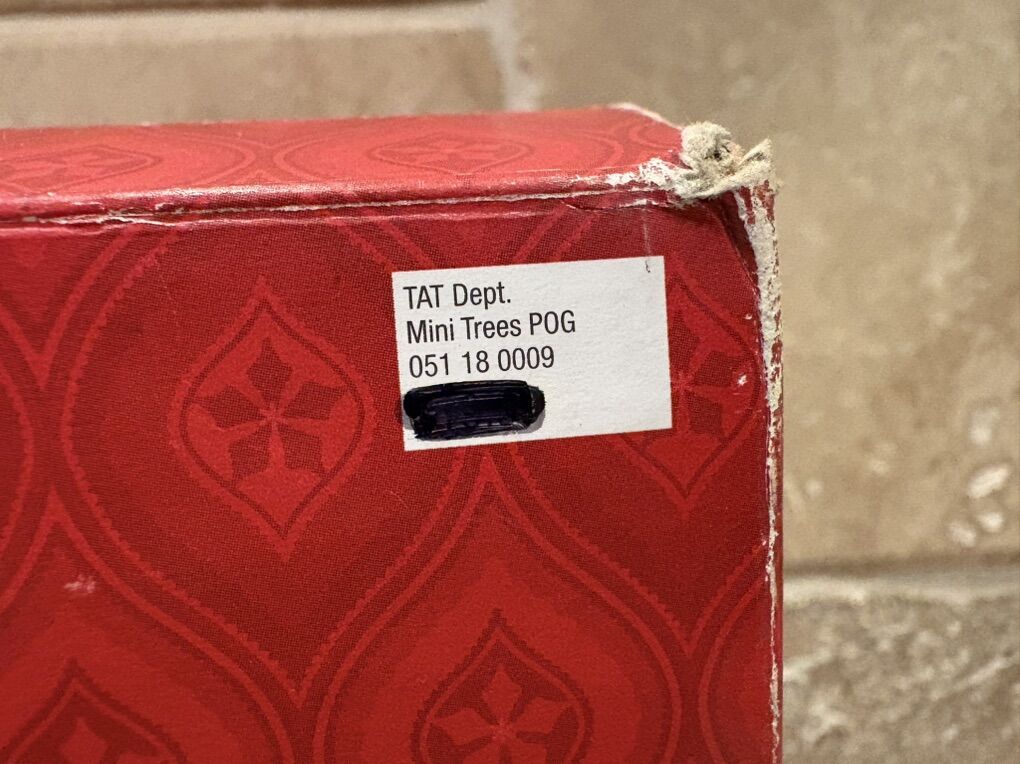 TAT Dept.
Mini Trees POG
051 18 0009